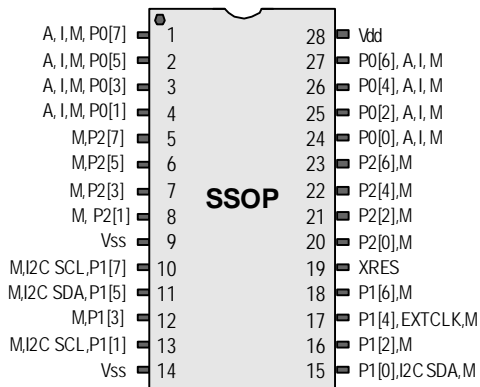 A, I, M, P0[7] 1 28 Vdd
A, I, M, P0[5] 2 27 P0[6], A, I, M
A, I, M, P0[3] 3 26 P0[4], A, I, M
A, I, M, P0[1] 4 25 P0[2], A, I, M
M,P2[7] 5 24 P0[0], A, I, M
M,P2[5] 6 23 P2[6],M
M,P2[3] 7 SSOP 22 P2[4],M
M, P2[1] 8 21 P2[2],M
Vss 9 20 P2[0],M
M,I2C SCL,P1[7] 10 19 XRES
M,I2C SDA,P1[5] 11 18 P1[6],M
M,P1[3] 12 17 P1[4],EXTCLK,M
M,I2C SCL,P1[1] 13 16 P1[2],M
Vss 14 15 P1[0],I2C SDA,M